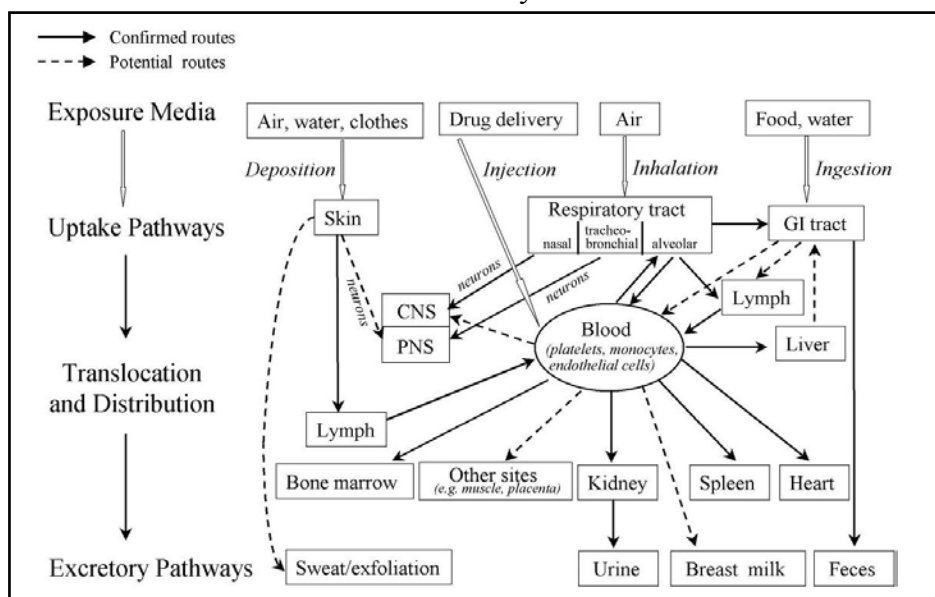 Confirmed routes
Potential routes
Exposure Media
Air, water, clothes
Drug delivery
Air
Food, water
Deposition
Injection
Inhalation
Ingestion
Uptake Pathways
Skin
Respiratory tract
nasal
tracheo-
bronchial
alveolar
GI tract
neurons
neurons
neurons
CNS
PNS
Lymph
Blood
(platelets, monocytes,
endothelial cells)
Liver
Translocation
and Distribution
Lymph
Bone marrow
Other sites
(e.g. muscle, placenta)
Kidney
Spleen
Heart
Excretory Pathways
Sweat/exfoliation
Urine
Breast milk
Feces